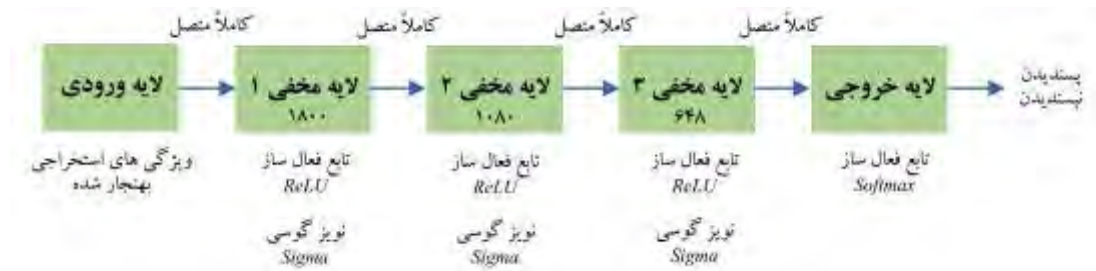 کاملاً متصل
کاملاً متصل
کاملاً متصل
کاملاً متصل
لایه ورودی
لایه مخفی ۱
۱۸۰۰
لایه مخفی ۲
۱۰۸۰
لایه مخفی ۳
۶۴۸
لایه خروجی
پسندیدن
نپسندیدن
ویژگی های استخراجی
بهنجار شده
تابع فعال ساز
ReLU
نویز گوسی
Sigma
تابع فعال ساز
ReLU
نویز گوسی
Sigma
تابع فعال ساز
ReLU
نویز گوسی
Sigma
تابع فعال ساز
Softmax